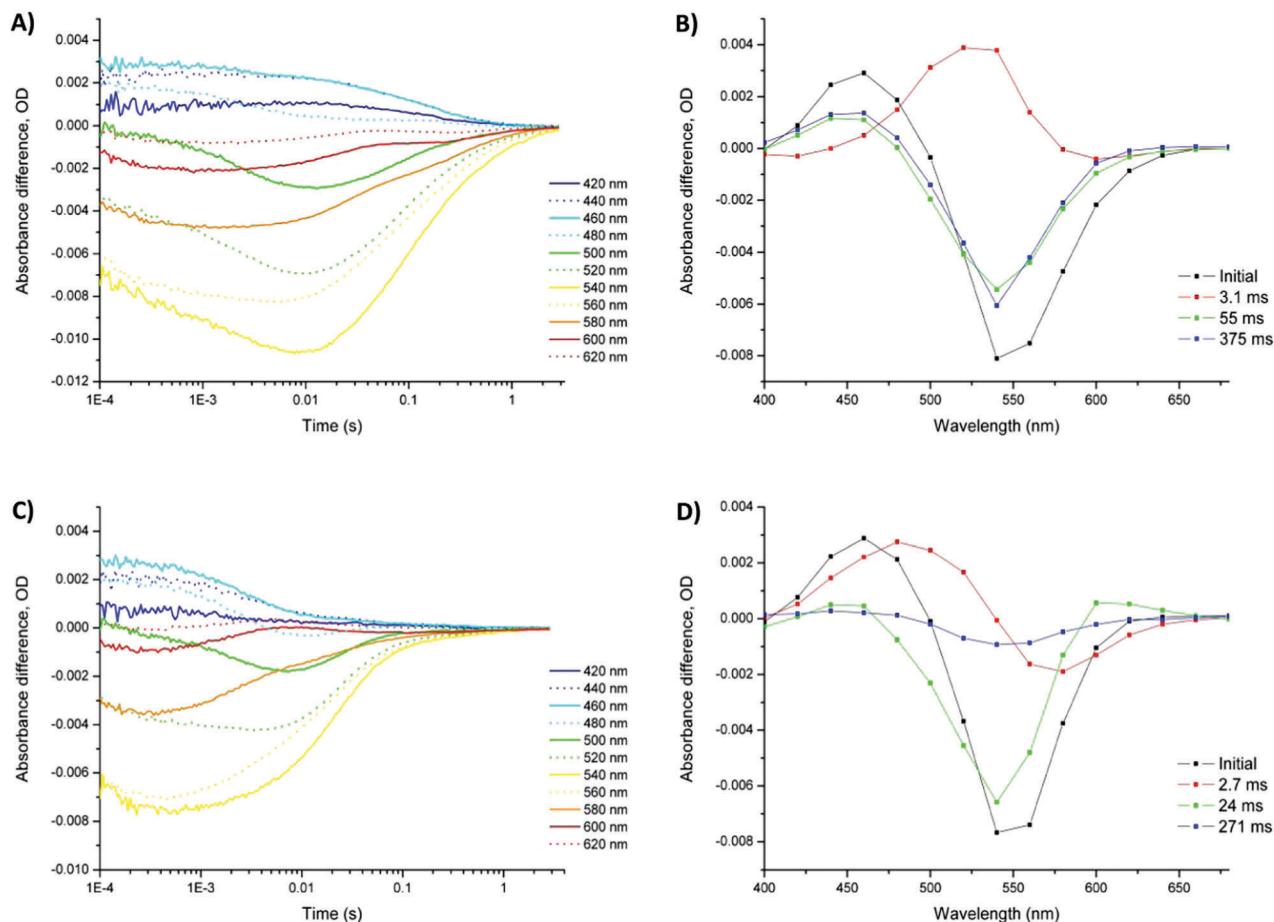 A)
Absorbance difference, OD
0.004
0.002
0.000
-0.002
-0.004
-0.006
-0.008
-0.010
-0.012
1E-4
1E-3
0.01
0.1
1
Time (s)
420 nm
440 nm
460 nm
480 nm
500 nm
520 nm
540 nm
560 nm
580 nm
600 nm
620 nm
B)
Absorbance difference, OD
0.004
0.002
0.000
-0.002
-0.004
-0.006
-0.008
400
450
500
550
600
650
Wavelength (nm)
Initial
3.1 ms
55 ms
375 ms
C)
Absorbance difference, OD
0.004
0.002
0.000
-0.002
-0.004
-0.006
-0.008
-0.010
1E-4
1E-3
0.01
0.1
1
Time (s)
420 nm
440 nm
460 nm
480 nm
500 nm
520 nm
540 nm
560 nm
580 nm
600 nm
620 nm
D)
Absorbance difference, OD
0.004
0.002
0.000
-0.002
-0.004
-0.006
-0.008
400
450
500
550
600
650
Wavelength (nm)
Initial
2.7 ms
24 ms
271 ms